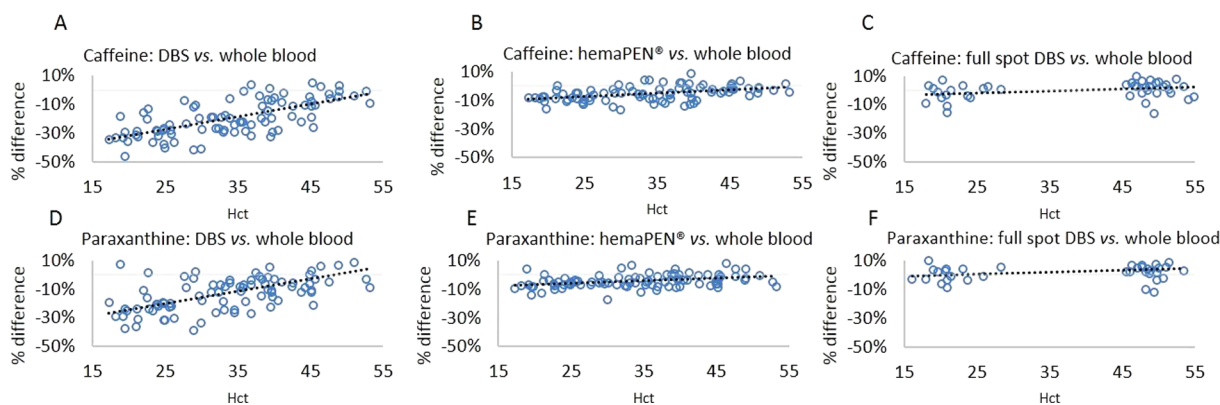 A
Caffeine: DBS vs. whole blood
% difference
10%
-10%
-30%
-50%
15 25 35 45 55
Hct
B
Caffeine: hemaPEN® vs. whole blood
% difference
10%
-10%
-30%
-50%
15 25 35 45 55
Hct
C
Caffeine: full spot DBS vs. whole blood
% difference
10%
-10%
-30%
-50%
15 25 35 45 55
Hct
D
Paraxanthine: DBS vs. whole blood
% difference
10%
-10%
-30%
-50%
15 25 35 45 55
Hct
E
Paraxanthine: hemaPEN® vs. whole blood
% difference
10%
-10%
-30%
-50%
15 25 35 45 55
Hct
F
Paraxanthine: full spot DBS vs. whole blood
% difference
10%
-10%
-30%
-50%
15 25 35 45 55
Hct